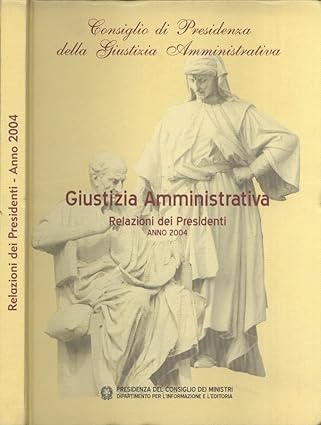 Consiglio di Presidenza
della Giustizia Amministrativa
Giustizia Amministrativa
Relazioni dei Presidenti
ANNO 2004
PRESIDENZA DEL CONSIGLIO DEI MINISTRI
DIPARTIMENTO PER L'INFORMAZIONE E L'EDITORIA
Relazioni dei Presidenti - Anno 2004